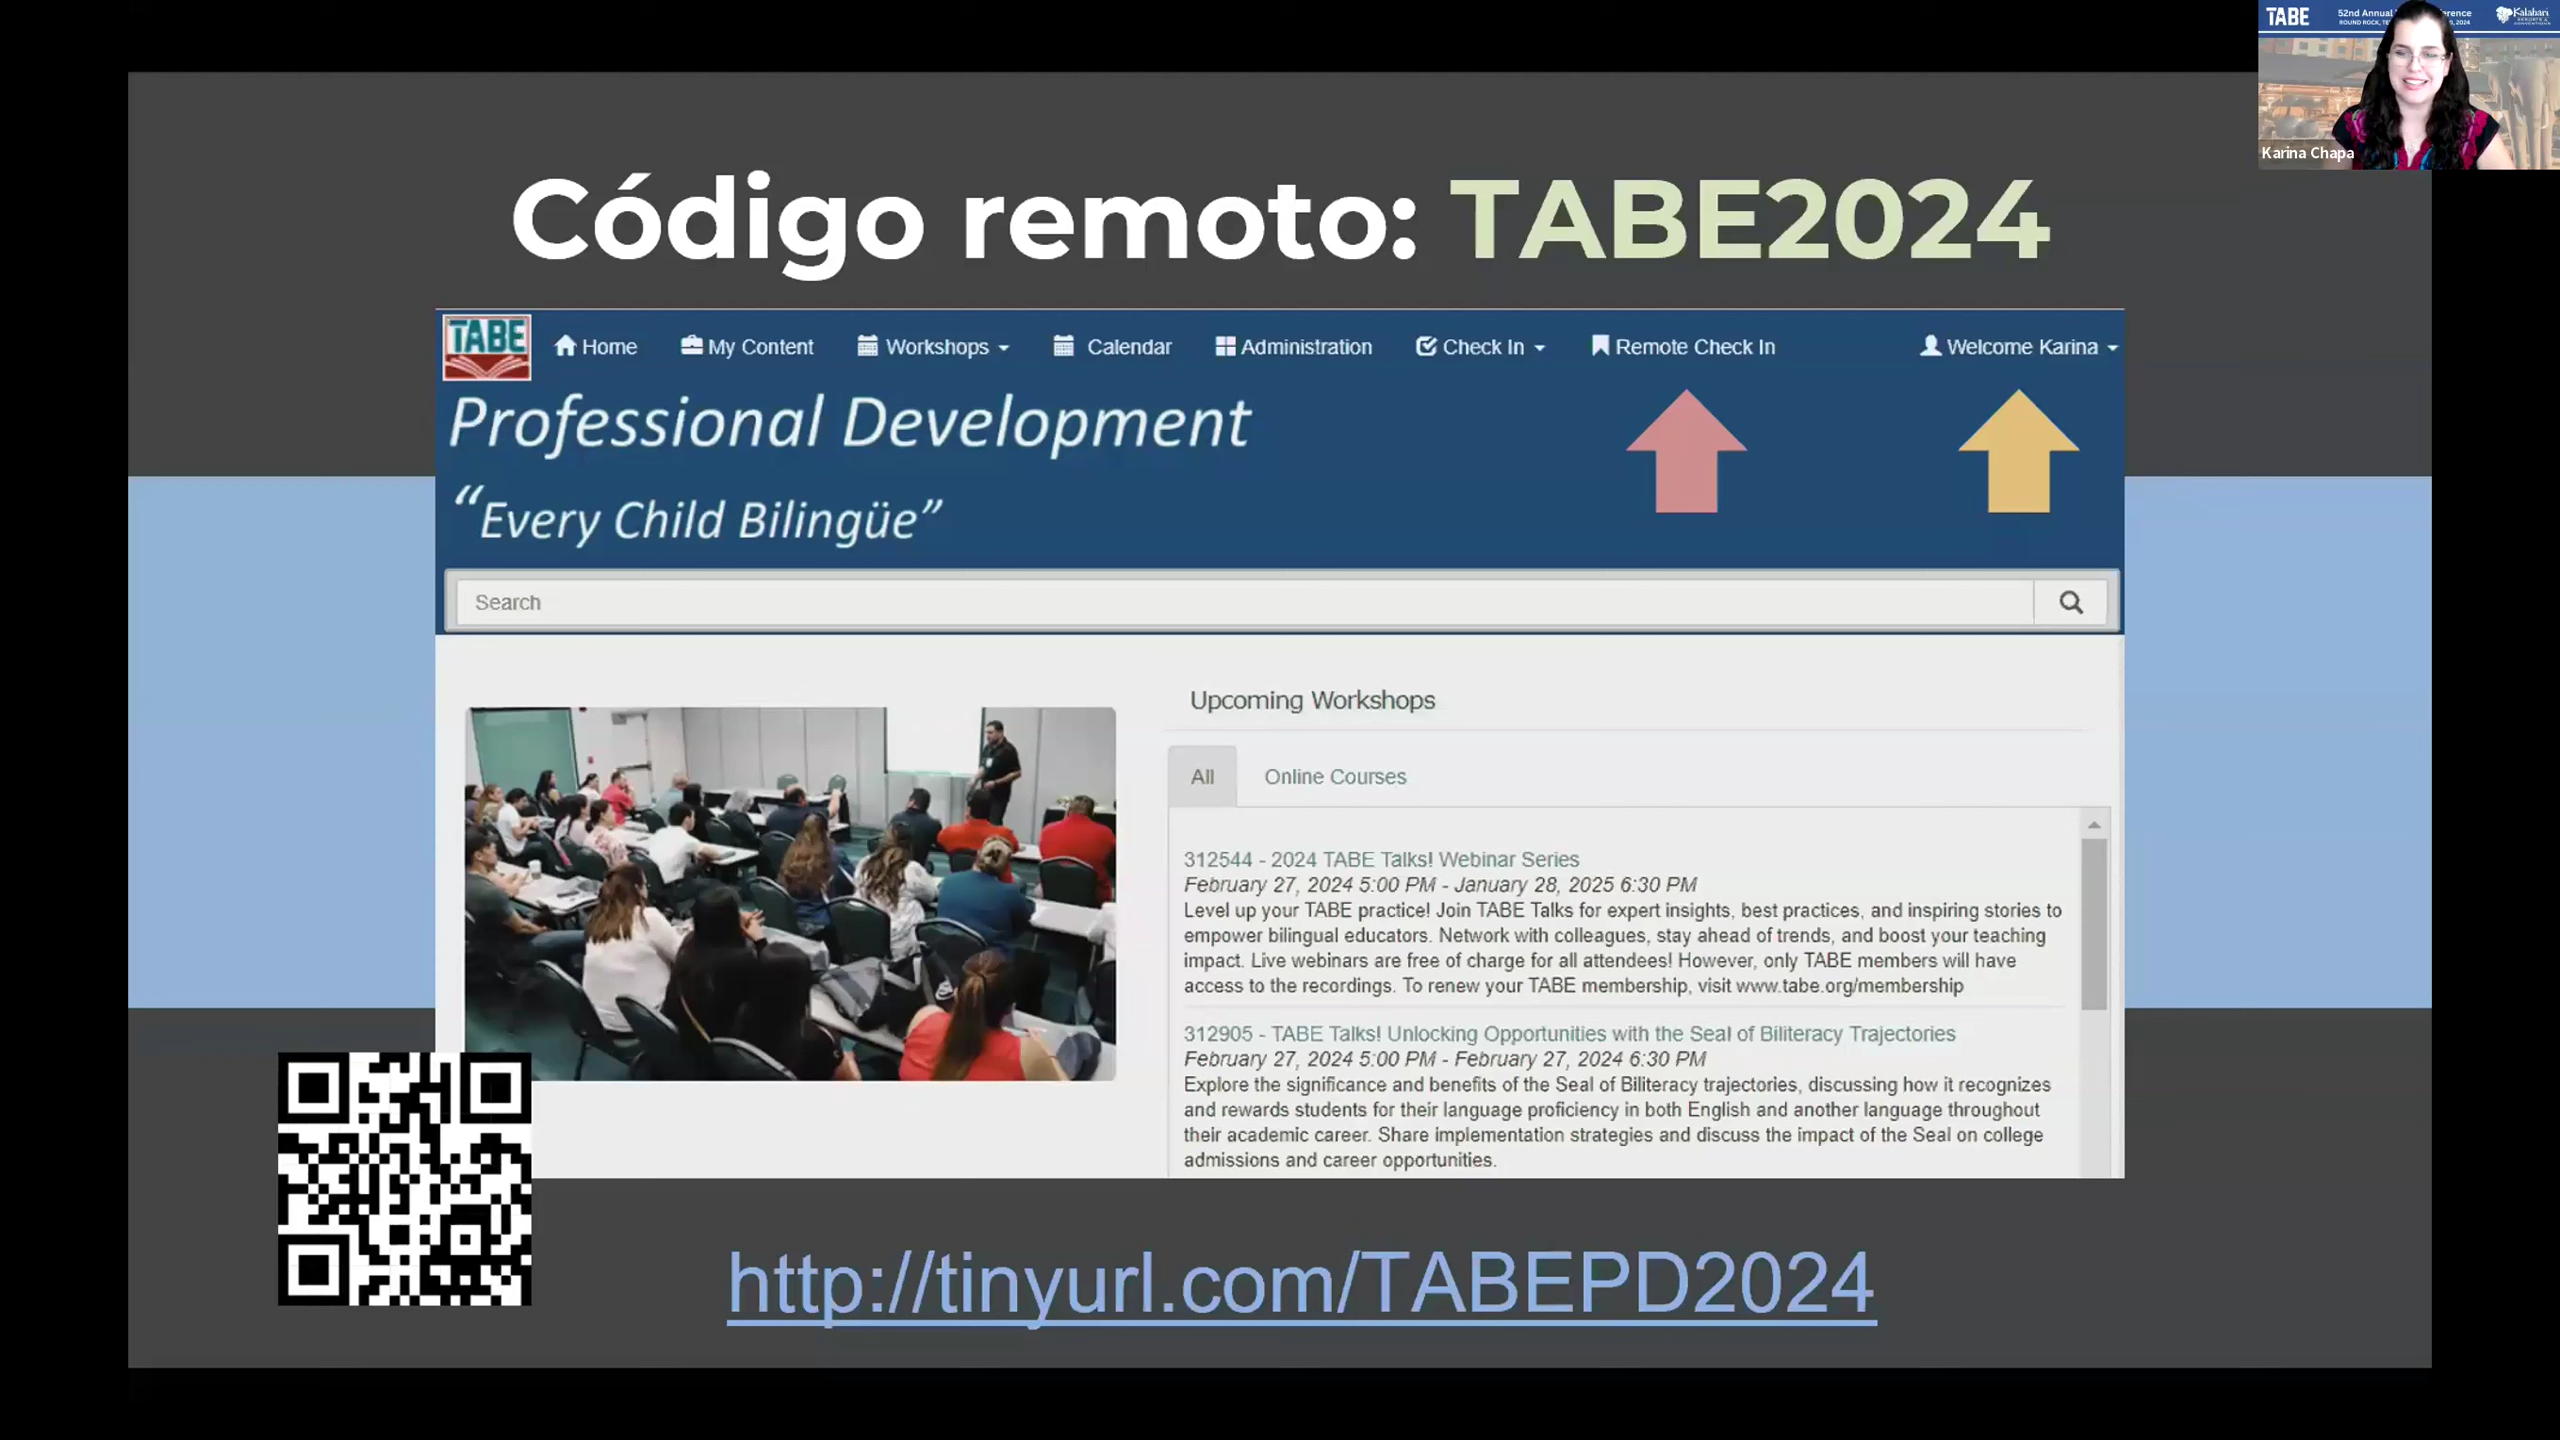 TABE
52nd Annual
Kalahari
Karina Chapa
Código remoto: TABE2024
TABE
Home
My Content
Workshops
Calendar
Administration
Check In
Remote Check In
Welcome Karina
Professional Development
“Every Child Bilingüe”
Search
Upcoming Workshops
All
Online Courses
312544 - 2024 TABE Talks! Webinar Series
February 27, 2024 5:00 PM - January 28, 2025 6:30 PM
Level up your TABE practice! Join TABE Talks for expert insights, best practices, and inspiring stories to
empower bilingual educators. Network with colleagues, stay ahead of trends, and boost your teaching
impact. Live webinars are free of charge for all attendees! However, only TABE members will have
access to the recordings. To renew your TABE membership, visit www.tabe.org/membership
312905 - TABE Talks! Unlocking Opportunities with the Seal of Biliteracy Trajectories
February 27, 2024 5:00 PM - February 27, 2024 6:30 PM
Explore the significance and benefits of the Seal of Biliteracy trajectories, discussing how it recognizes
and rewards students for their language proficiency in both English and another language throughout
their academic career. Share implementation strategies and discuss the impact of the Seal on college
admissions and career opportunities.
http://tinyurl.com/TABEPD2024